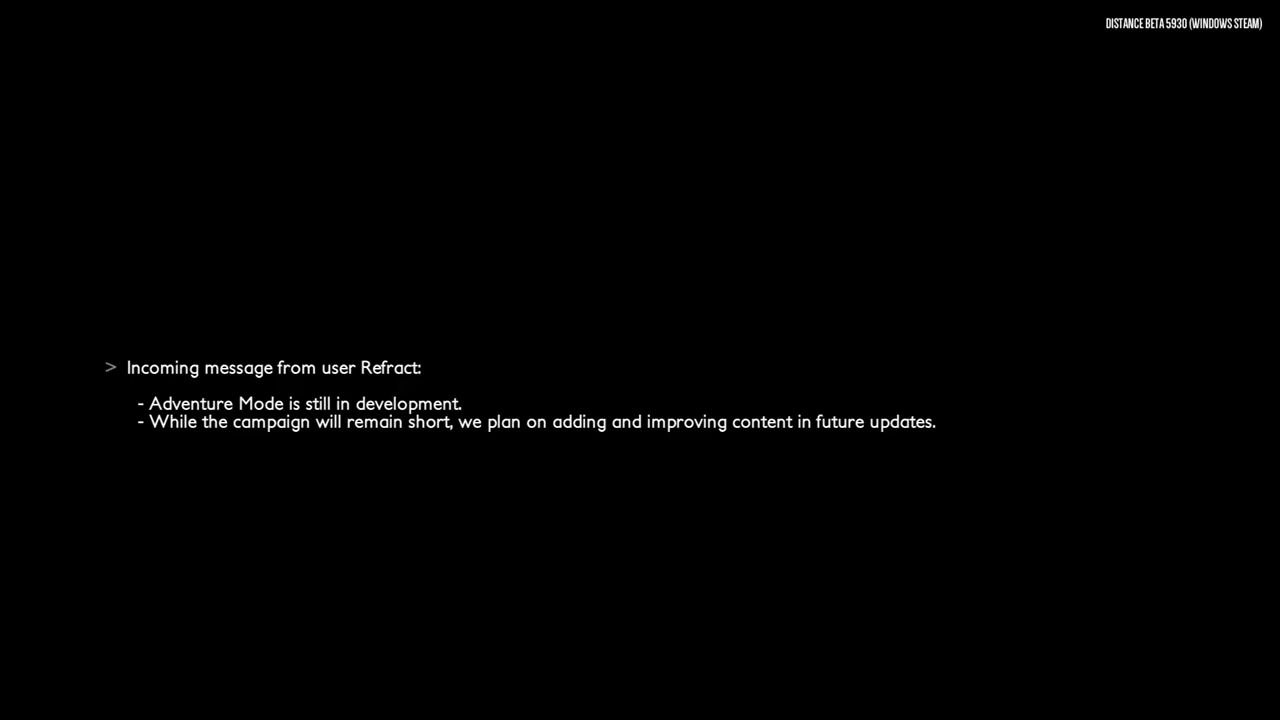 DISTANCE BETA 5930 (WINDOWS STEAM)
> Incoming message from user Refract:
- Adventure Mode is still in development.
- While the campaign will remain short, we plan on adding and improving content in future updates.